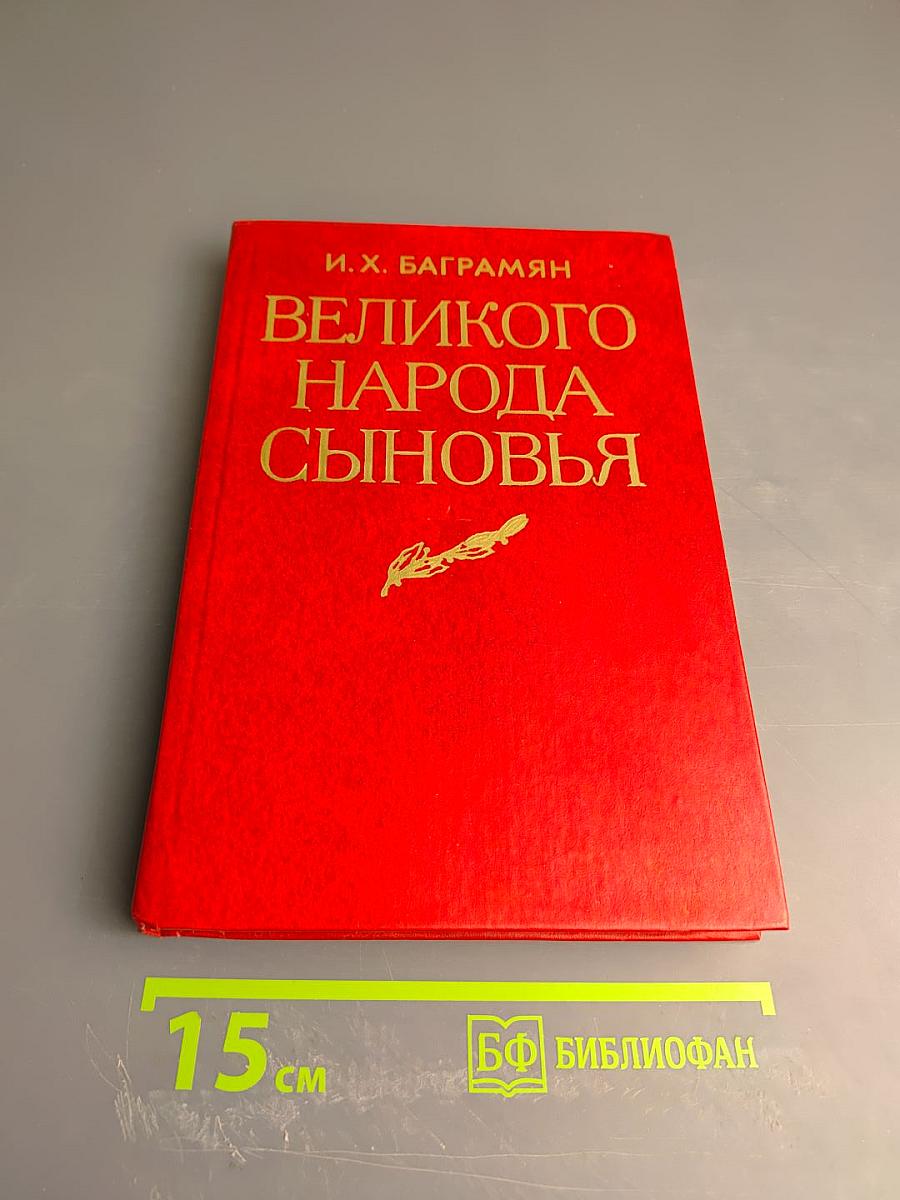 И. Х. БАГРАМЯН
ВЕЛИКОГО
НАРОДА
СЫНОВЬЯ
15 см
БФ БИБЛИОФАН